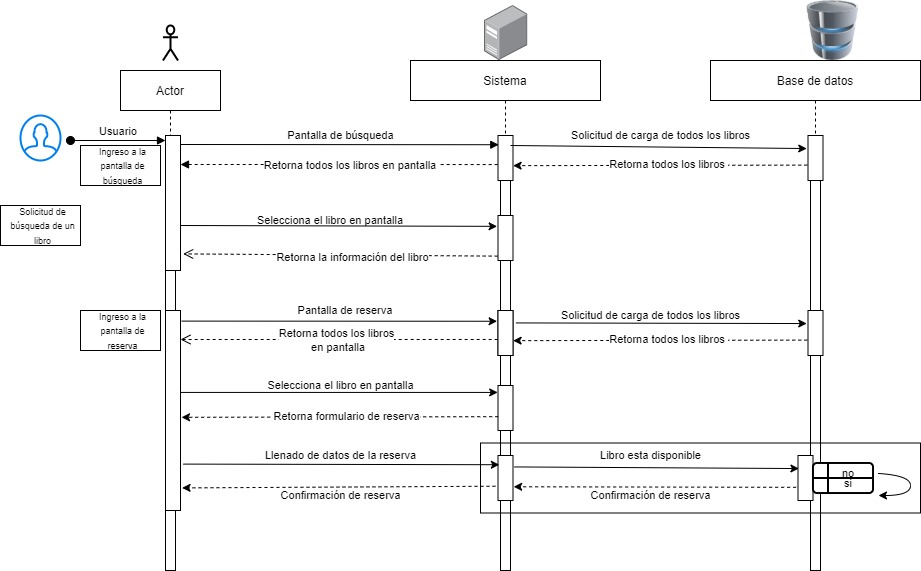 Actor
Sistema
Base de datos
Usuario
Pantalla de búsqueda
Solicitud de carga de todos los libros
Ingreso a la
pantalla de
búsqueda
Retorna todos los libros en pantalla
Retorna todos los libros
Solicitud de
búsqueda de un
libro
Selecciona el libro en pantalla
Retorna la información del libro
Ingreso a la
pantalla de
reserva
Pantalla de reserva
Solicitud de carga de todos los libros
Retorna todos los libros
en pantalla
Retorna todos los libros
Selecciona el libro en pantalla
Retorna formulario de reserva
Llenado de datos de la reserva
Libro esta disponible
no
si
Confirmación de reserva
Confirmación de reserva